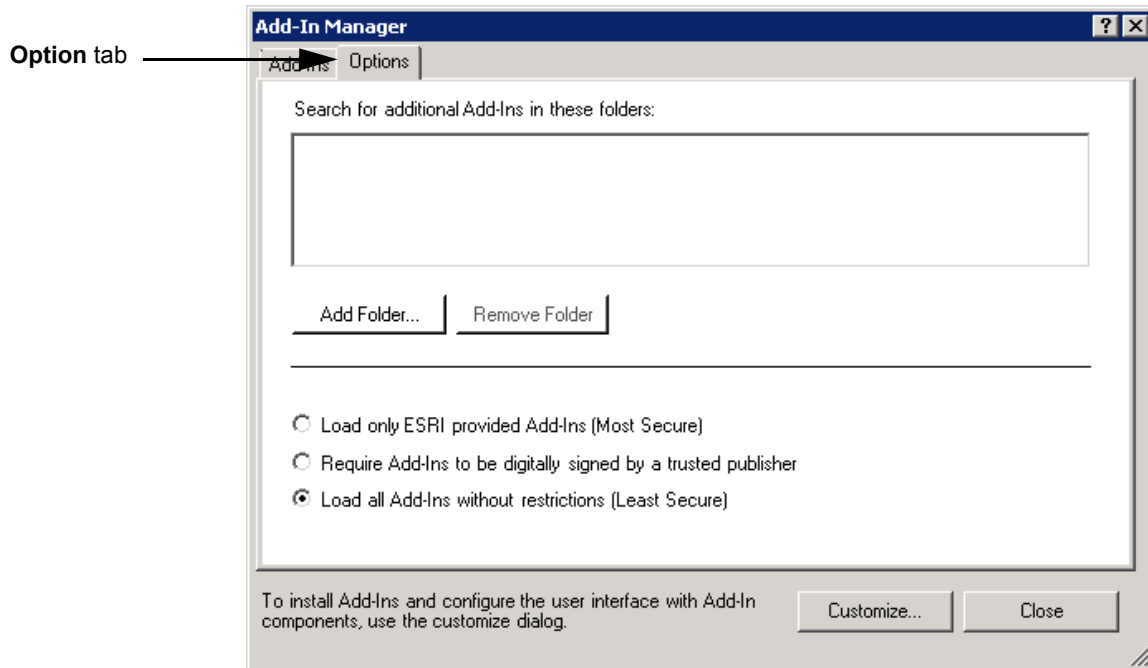 Add-In Manager
Option tab
Add-Ins Options
Search for additional Add-Ins in these folders:
Add Folder... Remove Folder
Load only ESRI provided Add-Ins (Most Secure)
Require Add-Ins to be digitally signed by a trusted publisher
Load all Add-Ins without restrictions (Least Secure)
To install Add-Ins and configure the user interface with Add-In
components, use the customize dialog.
Customize... Close